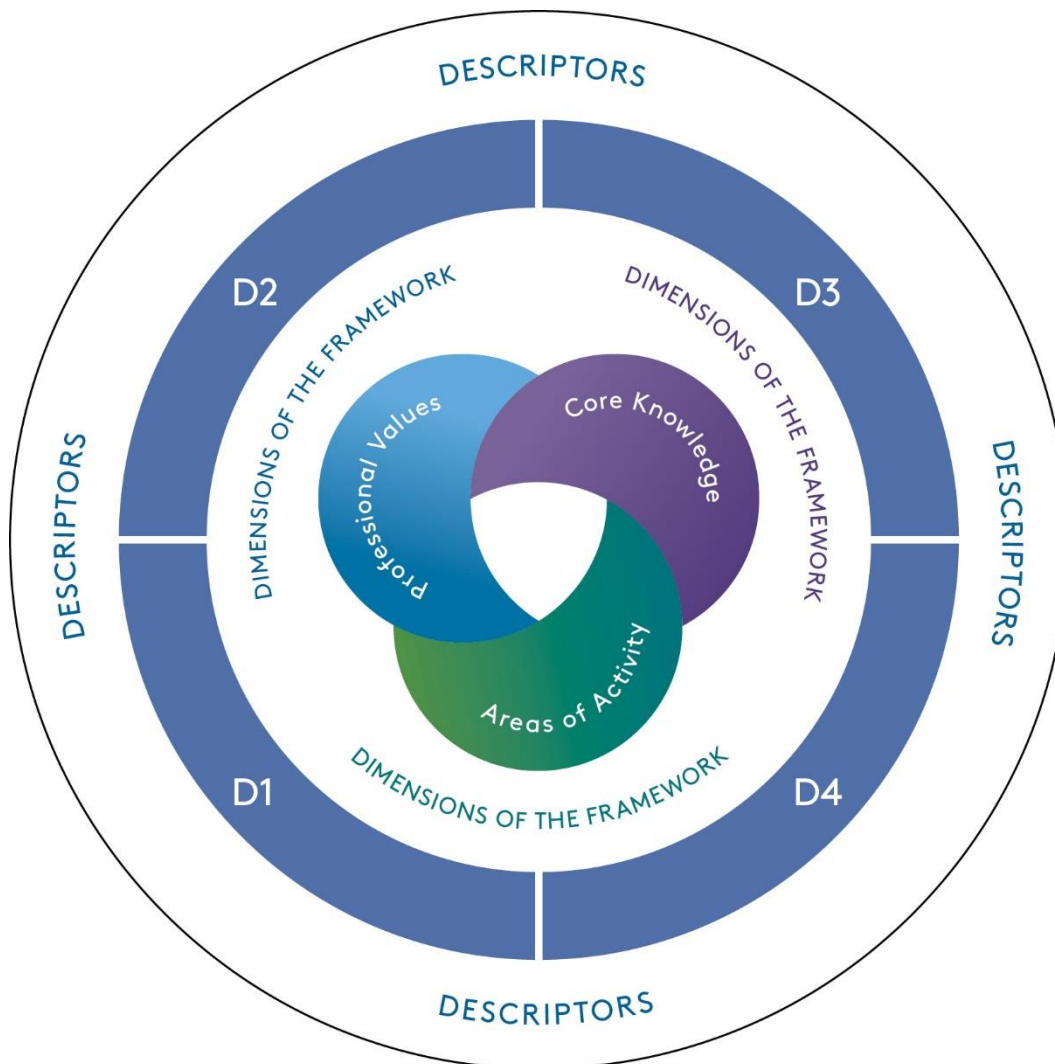 DESCRIPTORS
D2
D3
DIMENSIONS OF THE FRAMEWORK
DIMENSIONS OF THE FRAMEWORK
Professional Values
Core Knowledge
DESCRIPTORS
DESCRIPTORS
Areas of Activity
DIMENSIONS OF THE FRAMEWORK
D1
D4
DESCRIPTORS